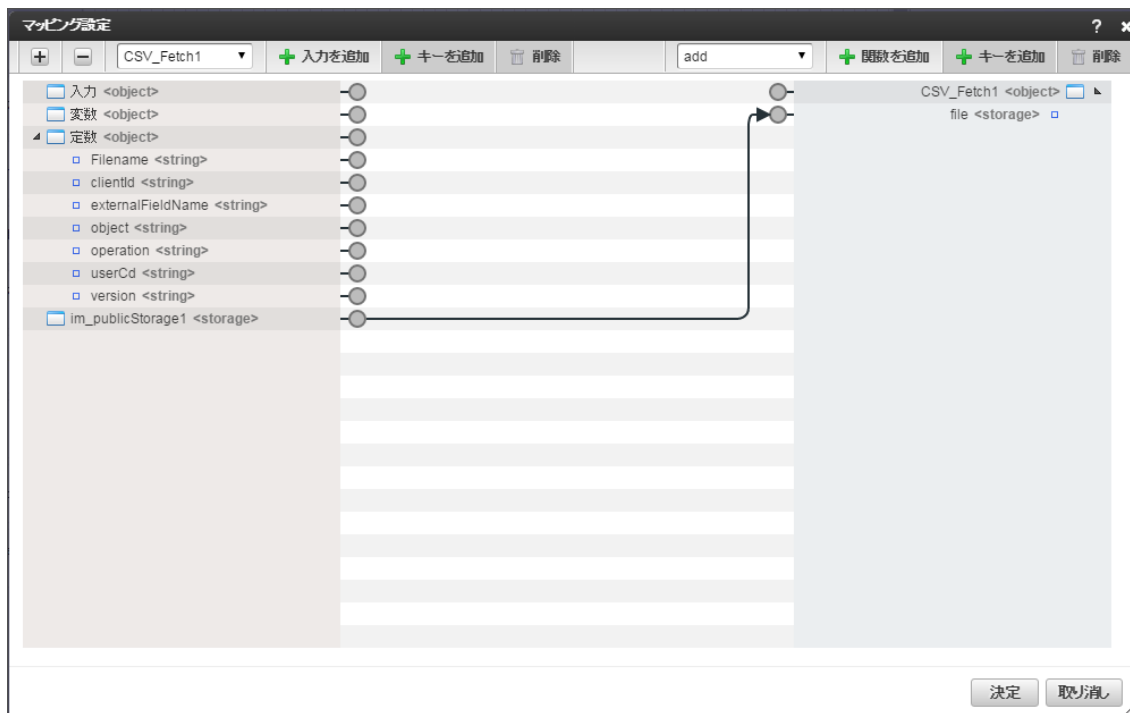 マッピング設定
?
CSV_Fetch1 入力を追加 キーを追加 削除 add 関数を追加 キーを追加 削除
入力 <object> CSV_Fetch1 <object>
変数 <object> file <storage>
定数 <object>
Filename <string>
clientId <string>
externalFieldName <string>
object <string>
operation <string>
userCd <string>
version <string>
im_publicStorage1 <storage>
決定 取り消し